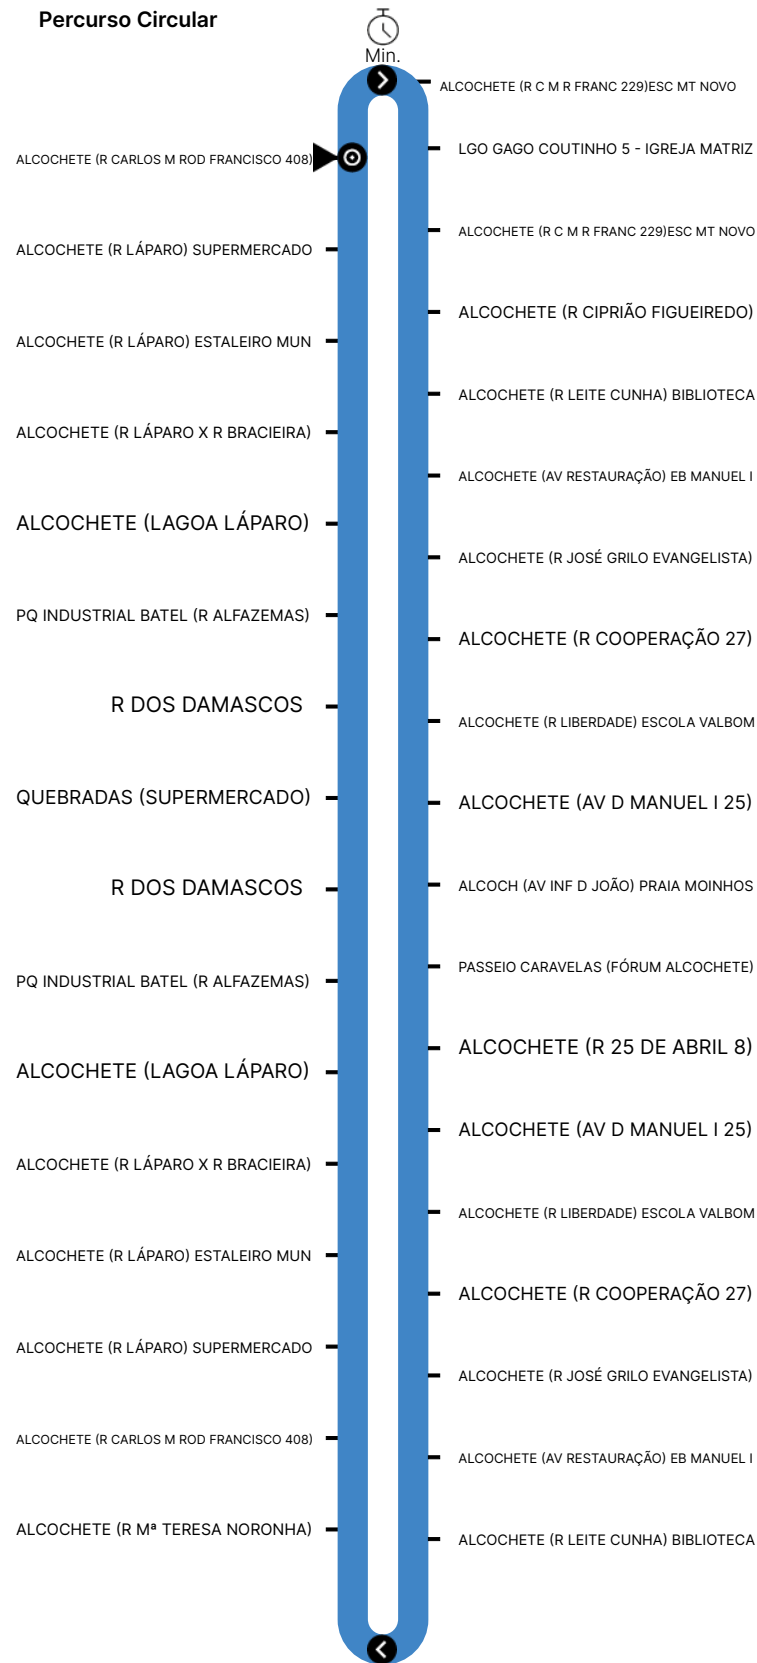 Percurso Circular
Min.
ALCOCHETE (R CARLOS M ROD FRANCISCO 408)
ALCOCHETE (R LÁPARO) SUPERMERCADO
ALCOCHETE (R LÁPARO) ESTALEIRO MUN
ALCOCHETE (R LÁPARO X R BRACIEIRA)
ALCOCHETE (LAGOA LÁPARO)
PQ INDUSTRIAL BATEL (R ALFAZEMAS)
R DOS DAMASCOS
QUEBRADAS (SUPERMERCADO)
R DOS DAMASCOS
PQ INDUSTRIAL BATEL (R ALFAZEMAS)
ALCOCHETE (LAGOA LÁPARO)
ALCOCHETE (R LÁPARO X R BRACIEIRA)
ALCOCHETE (R LÁPARO) ESTALEIRO MUN
ALCOCHETE (R LÁPARO) SUPERMERCADO
ALCOCHETE (R CARLOS M ROD FRANCISCO 408)
ALCOCHETE (R Mª TERESA NORONHA)
ALCOCHETE (R C M R FRANC 229)ESC MT NOVO
LGO GAGO COUTINHO 5 - IGREJA MATRIZ
ALCOCHETE (R C M R FRANC 229)ESC MT NOVO
ALCOCHETE (R CIPRIÃO FIGUEIREDO)
ALCOCHETE (R LEITE CUNHA) BIBLIOTECA
ALCOCHETE (AV RESTAURAÇÃO) EB MANUEL I
ALCOCHETE (R JOSÉ GRILO EVANGELISTA)
ALCOCHETE (R COOPERAÇÃO 27)
ALCOCHETE (R LIBERDADE) ESCOLA VALBOM
ALCOCHETE (AV D MANUEL I 25)
ALCOCH (AV INF D JOÃO) PRAIA MOINHOS
PASSEIO CARAVELAS (FÓRUM ALCOCHETE)
ALCOCHETE (R 25 DE ABRIL 8)
ALCOCHETE (AV D MANUEL I 25)
ALCOCHETE (R LIBERDADE) ESCOLA VALBOM
ALCOCHETE (R COOPERAÇÃO 27)
ALCOCHETE (R JOSÉ GRILO EVANGELISTA)
ALCOCHETE (AV RESTAURAÇÃO) EB MANUEL I
ALCOCHETE (R LEITE CUNHA) BIBLIOTECA